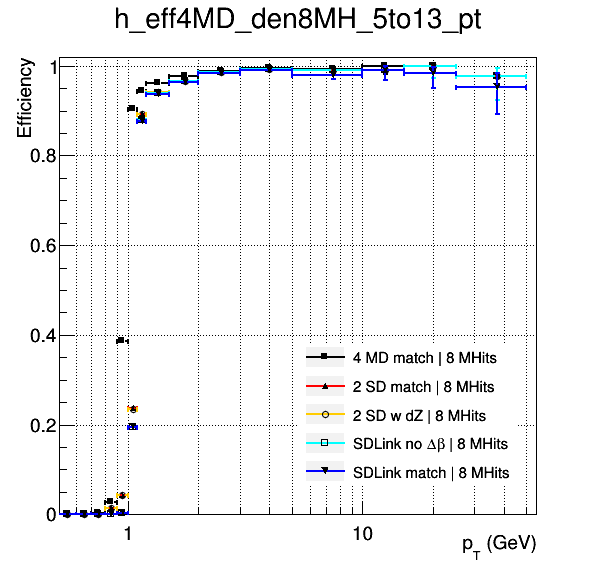 h_eff4MD_den8MH_5to13_pt
Efficiency
1
0.8
0.6
0.4
0.2
0
4 MD match | 8 MHits
2 SD match | 8 MHits
2 SD w dZ | 8 MHits
SDLink no Δβ | 8 MHits
SDLink match | 8 MHits
1
10
p_T (GeV)